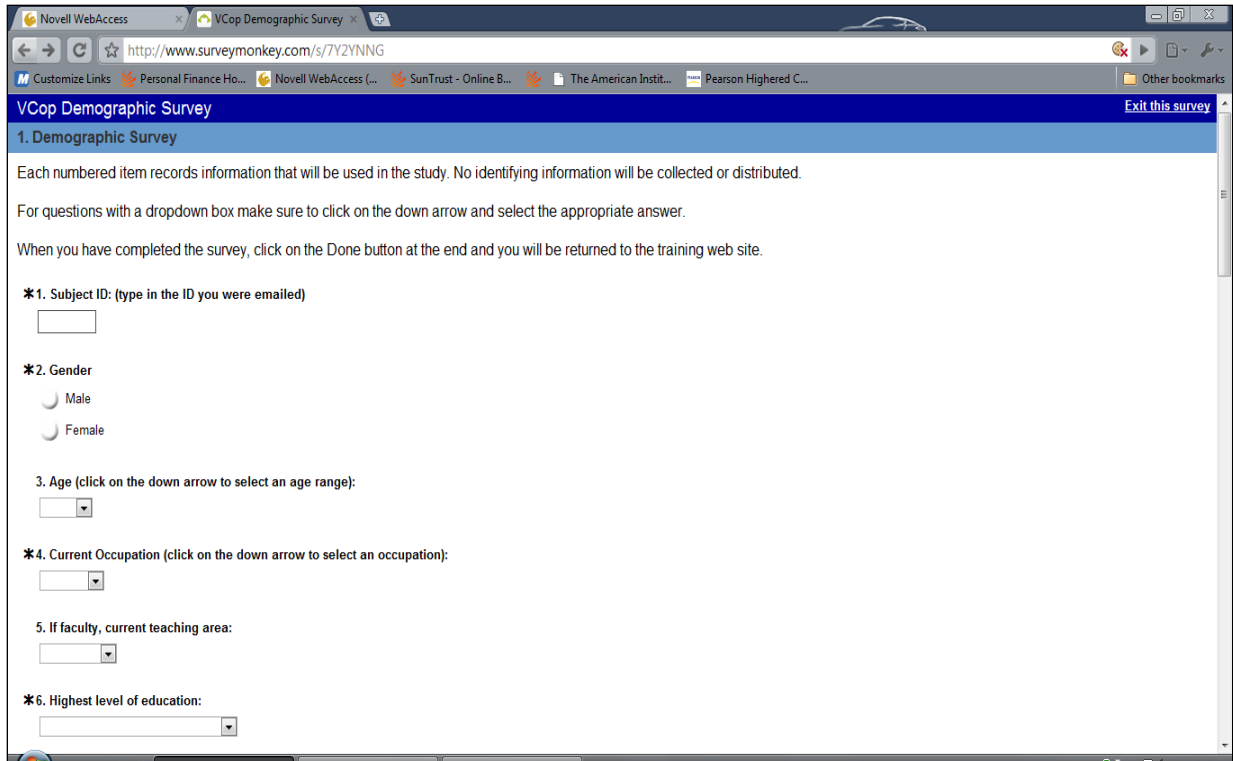 Novell WebAccess
VCop Demographic Survey
http://www.surveymonkey.com/s/7Y2YNNG
Customize Links Personal Finance Ho... Novell WebAccess (... SunTrust - Online B... The American Instit... Pearson Highered C... Other bookmarks
VCop Demographic Survey Exit this survey
1. Demographic Survey
Each numbered item records information that will be used in the study. No identifying information will be collected or distributed.
For questions with a dropdown box make sure to click on the down arrow and select the appropriate answer.
When you have completed the survey, click on the Done button at the end and you will be returned to the training web site.
*1. Subject ID: (type in the ID you were emailed)
*2. Gender
Male
Female
3. Age (click on the down arrow to select an age range):
*4. Current Occupation (click on the down arrow to select an occupation):
5. If faculty, current teaching area:
*6. Highest level of education: